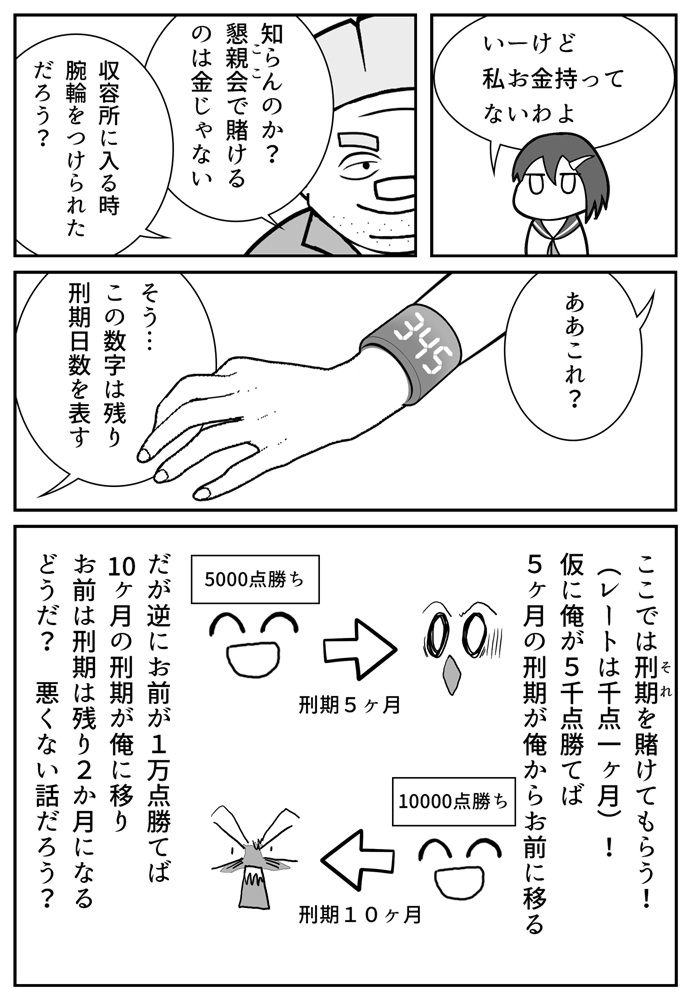 いーけど
私お金持って
ないわよ
知らんのか？
懇親会で賭ける
ここ
のは金じゃない
収容所に入る時
腕輪をつけられた
だろう？
ああこれ？
345
そう…
この数字は残り
刑期日数を表す
ここでは刑期を賭けてもらう！
それ
（レートは千点一ヶ月）！
仮に俺が５千点勝てば
５ヶ月の刑期が俺からお前に移る
5000点勝ち
刑期５ヶ月
10000点勝ち
刑期１０ヶ月
だが逆にお前が１万点勝てば
10ヶ月の刑期が俺に移り
お前は刑期は残り２か月になる
どうだ？　悪くない話だろう？